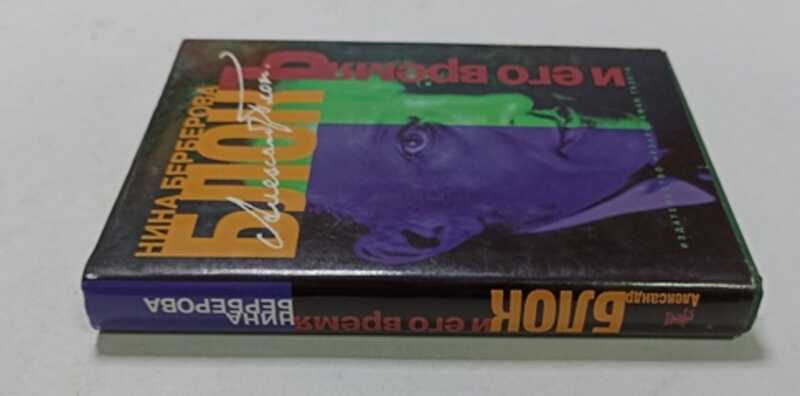 НИНА БЕРБЕРОВА
БЛОК
Александр Блок.
и его время
НИНА
БЕРБЕРОВА
Александр
БЛОК
и его время